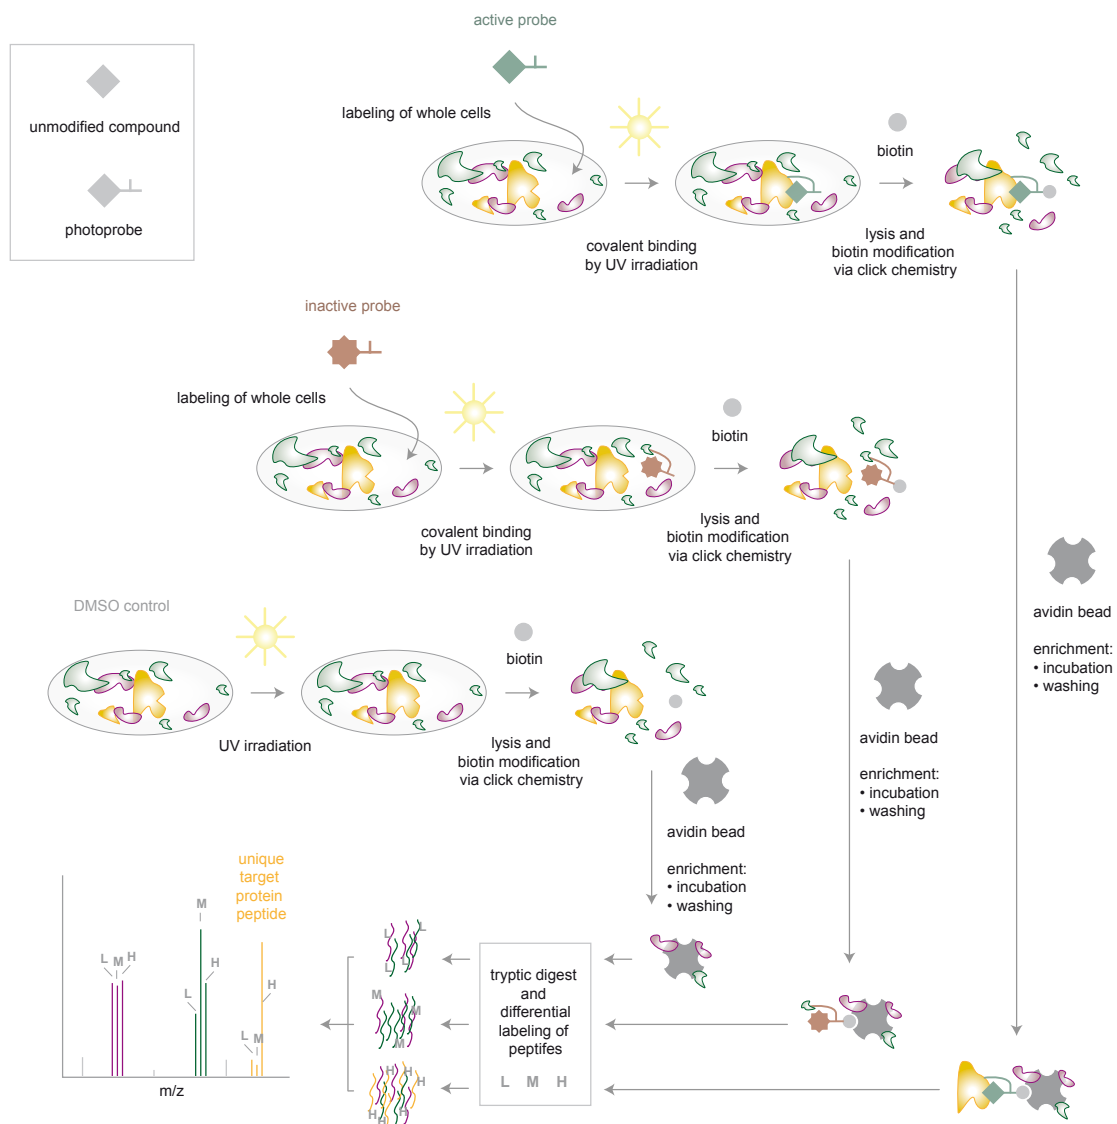 active probe
unmodified compound
photoprobe
labeling of whole cells
biotin
covalent binding
by UV irradiation
lysis and
biotin modification
via click chemistry
inactive probe
labeling of whole cells
biotin
covalent binding
by UV irradiation
lysis and
biotin modification
via click chemistry
avidin bead
enrichment:
• incubation
• washing
DMSO control
biotin
UV irradiation
lysis and
biotin modification
via click chemistry
avidin bead
enrichment:
• incubation
• washing
avidin bead
enrichment:
• incubation
• washing
unique
target
protein
peptide
M
L M H
L
H
H
L
M
m/z
L
L
L
L
M
M
M
H
H
H
H
H
H
tryptic digest
and
differential
labeling of
peptifes
L M H